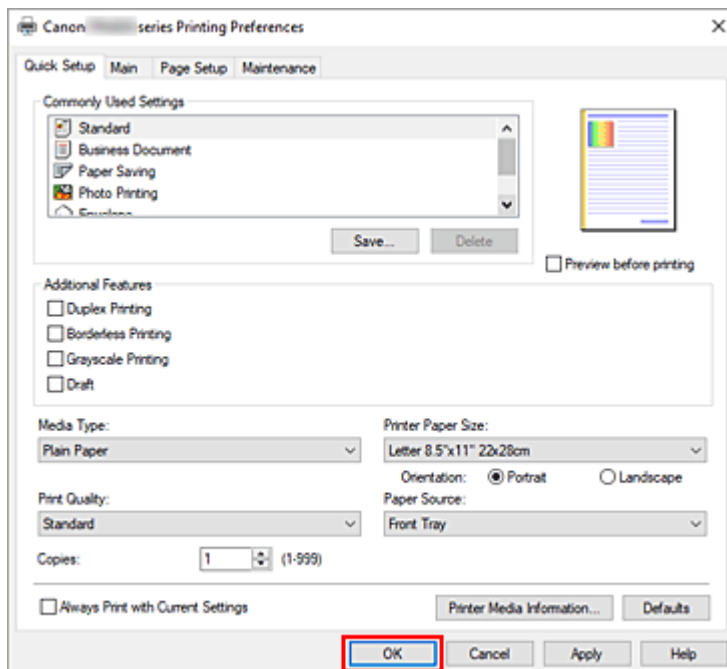 Canon series Printing Preferences
Quick Setup Main Page Setup Maintenance
Commonly Used Settings
Standard
Business Document
Paper Saving
Photo Printing
Envelope
Save... Delete
Preview before printing
Additional Features
Duplex Printing
Borderless Printing
Grayscale Printing
Draft
Media Type: Printer Paper Size:
Plain Paper Letter 8.5"x11" 22x28cm
Orientation: Portrait Landscape
Print Quality: Paper Source:
Standard Front Tray
Copies: 1 (1-999)
Always Print with Current Settings Printer Media Information... Defaults
OK Cancel Apply Help